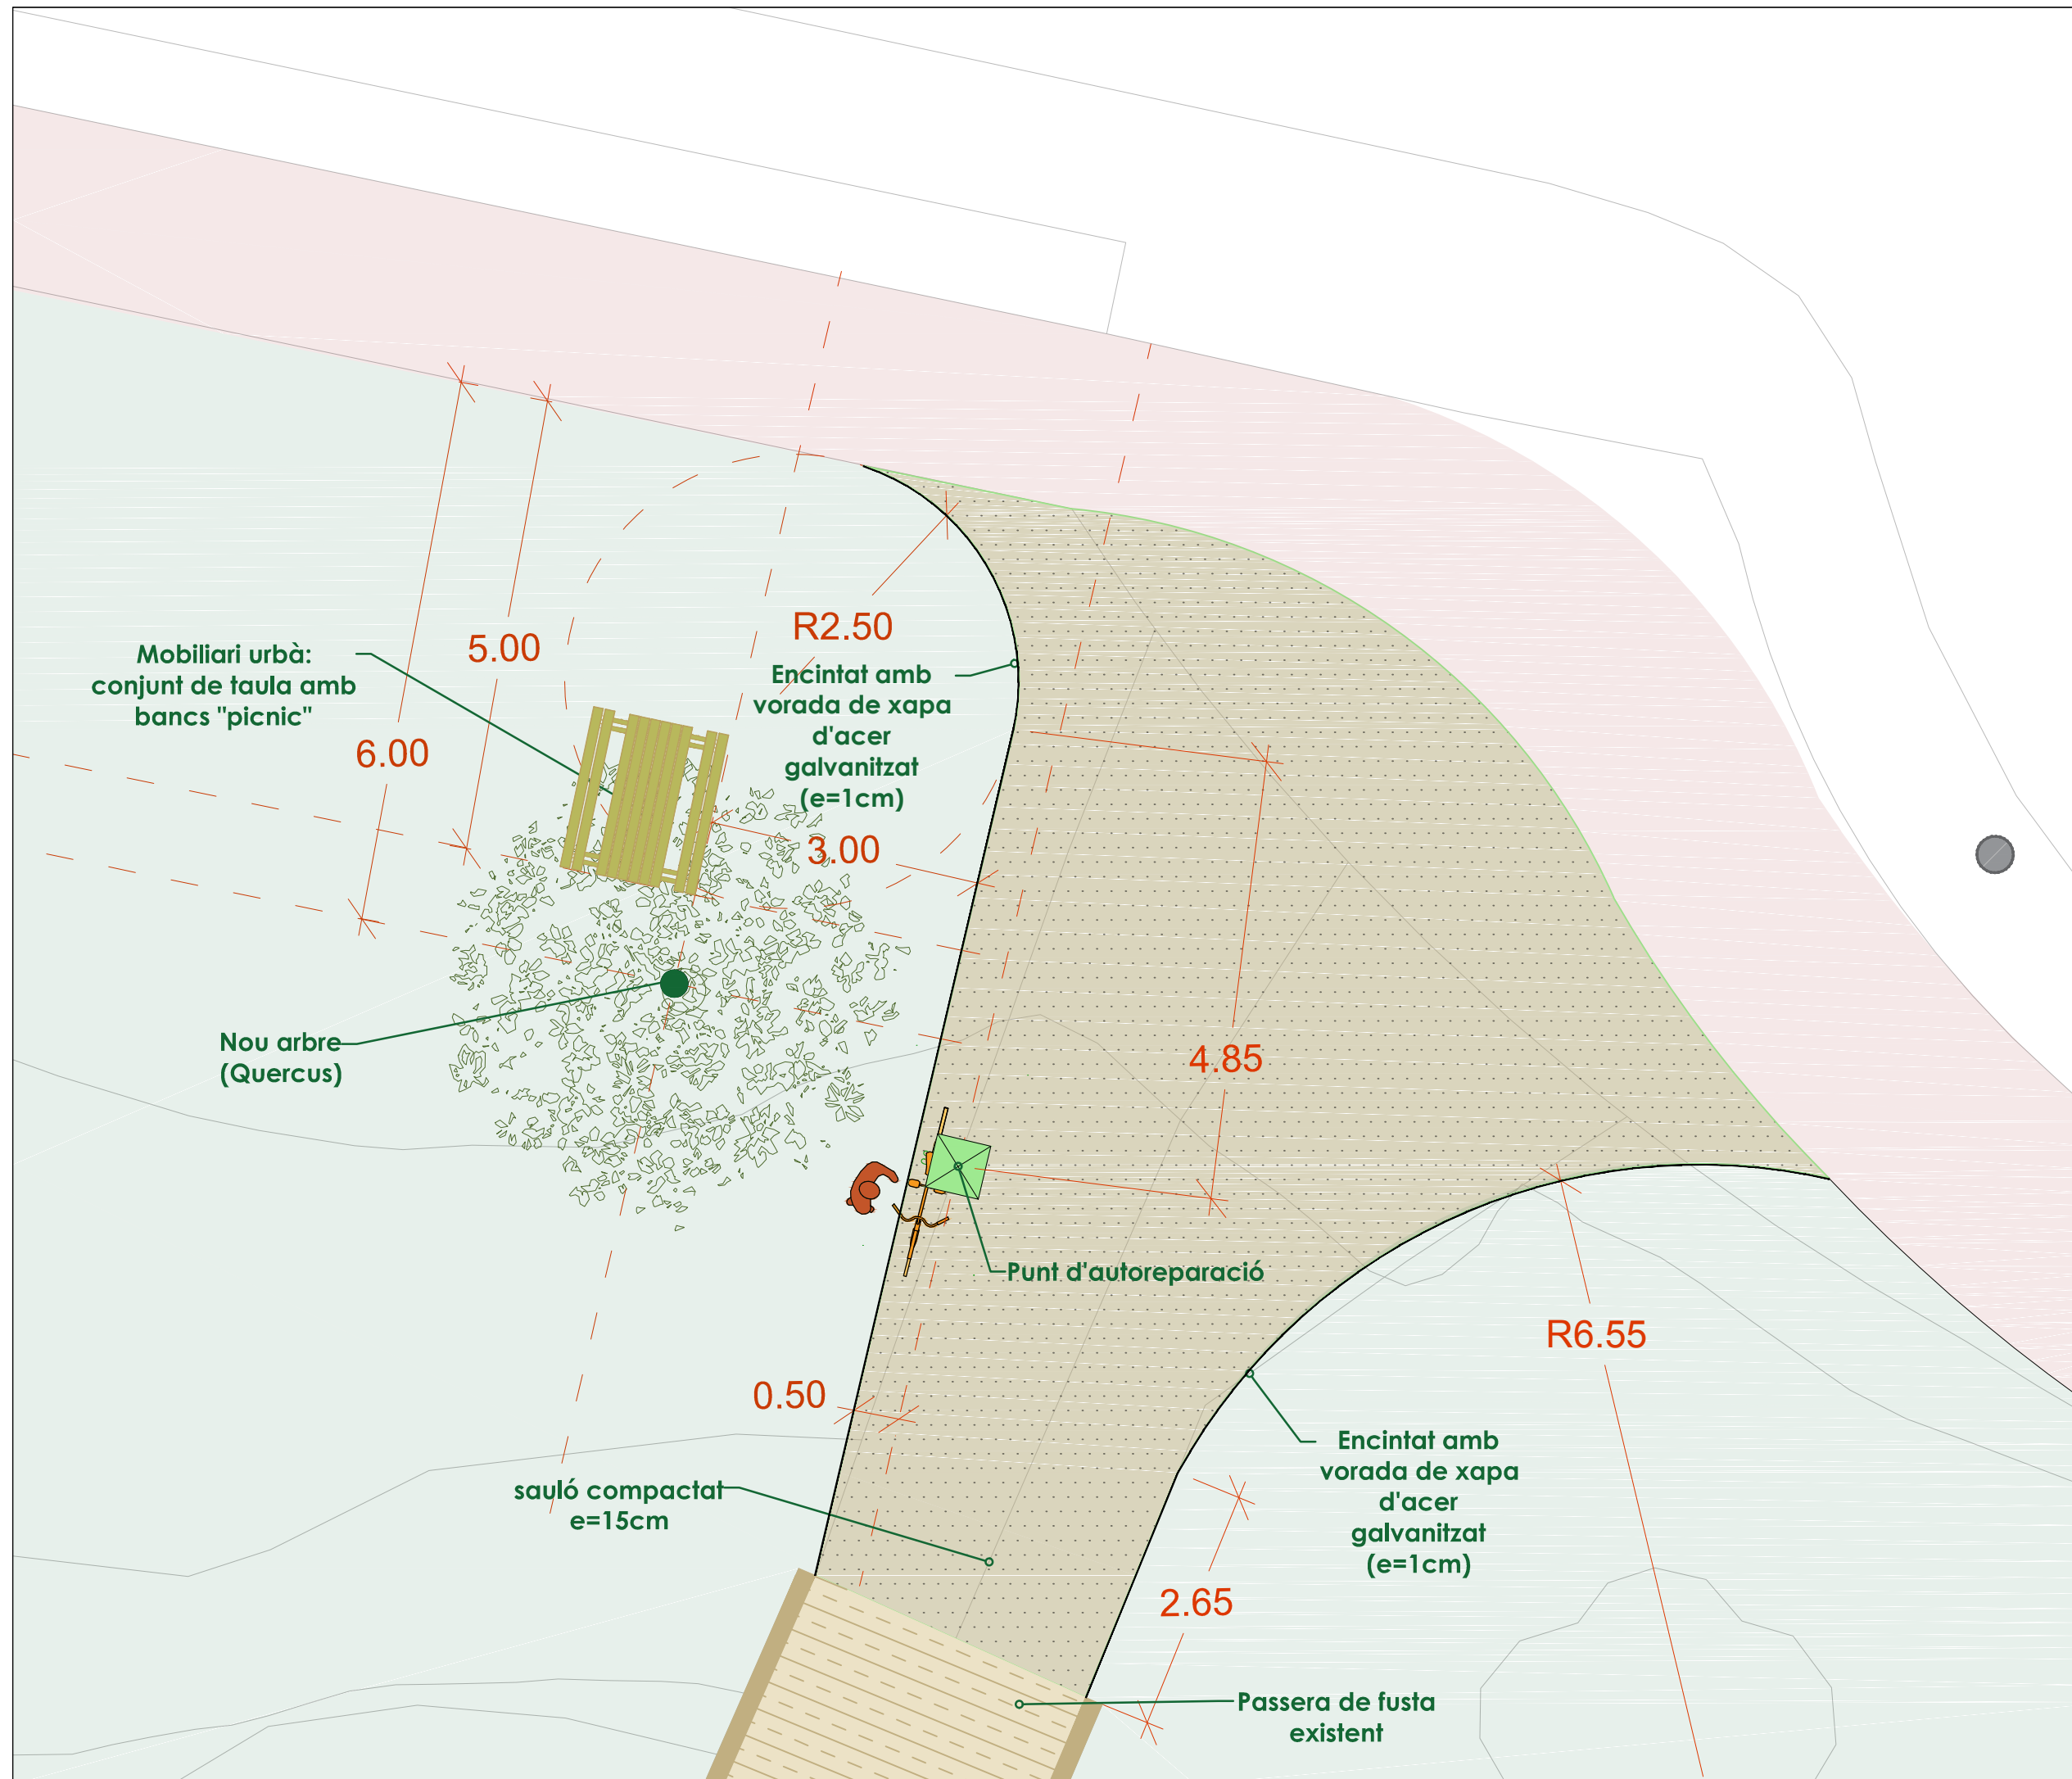 R2.50
5.00
Mobiliari urbà:
conjunt de taula amb
bancs "picnic"
Encintat amb
vorada de xapa
d'acer
galvanitzat
(e=1cm)
6.00
3.00
Nou arbre
(Quercus)
4.85
Punt d'autoreparació
R6.55
0.50
Encintat amb
vorada de xapa
d'acer
galvanitzat
(e=1cm)
sauló compactat
e=15cm
2.65
Passera de fusta
existent